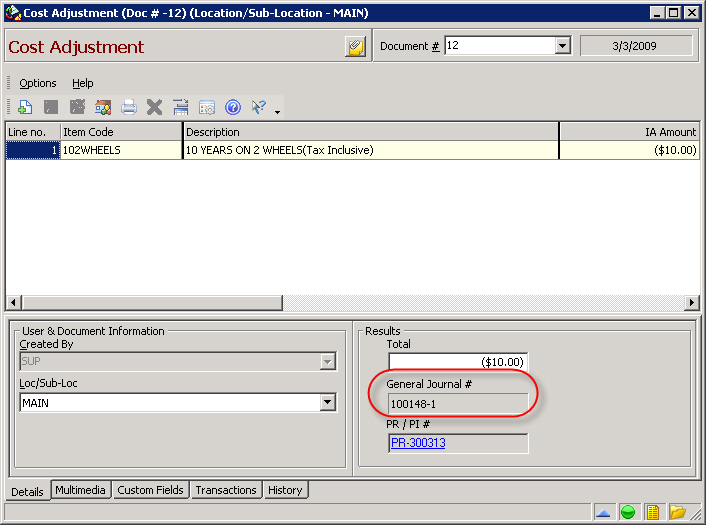 Cost Adjustment (Doc # -12) (Location/Sub-Location - MAIN)
Cost Adjustment
Document # 12
3/3/2009
Options Help
Line no. Item Code Description IA Amount
1 102WHEELS 10 YEARS ON 2 WHEELS(Tax Inclusive) ($10.00)
User & Document Information
Created By
SUP
Loc/Sub-Loc
MAIN
Results
Total
($10.00)
General Journal #
100148-1
PR / PI #
PR-300313
Details Multimedia Custom Fields Transactions History